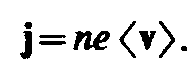 j = ne ⟨v⟩.